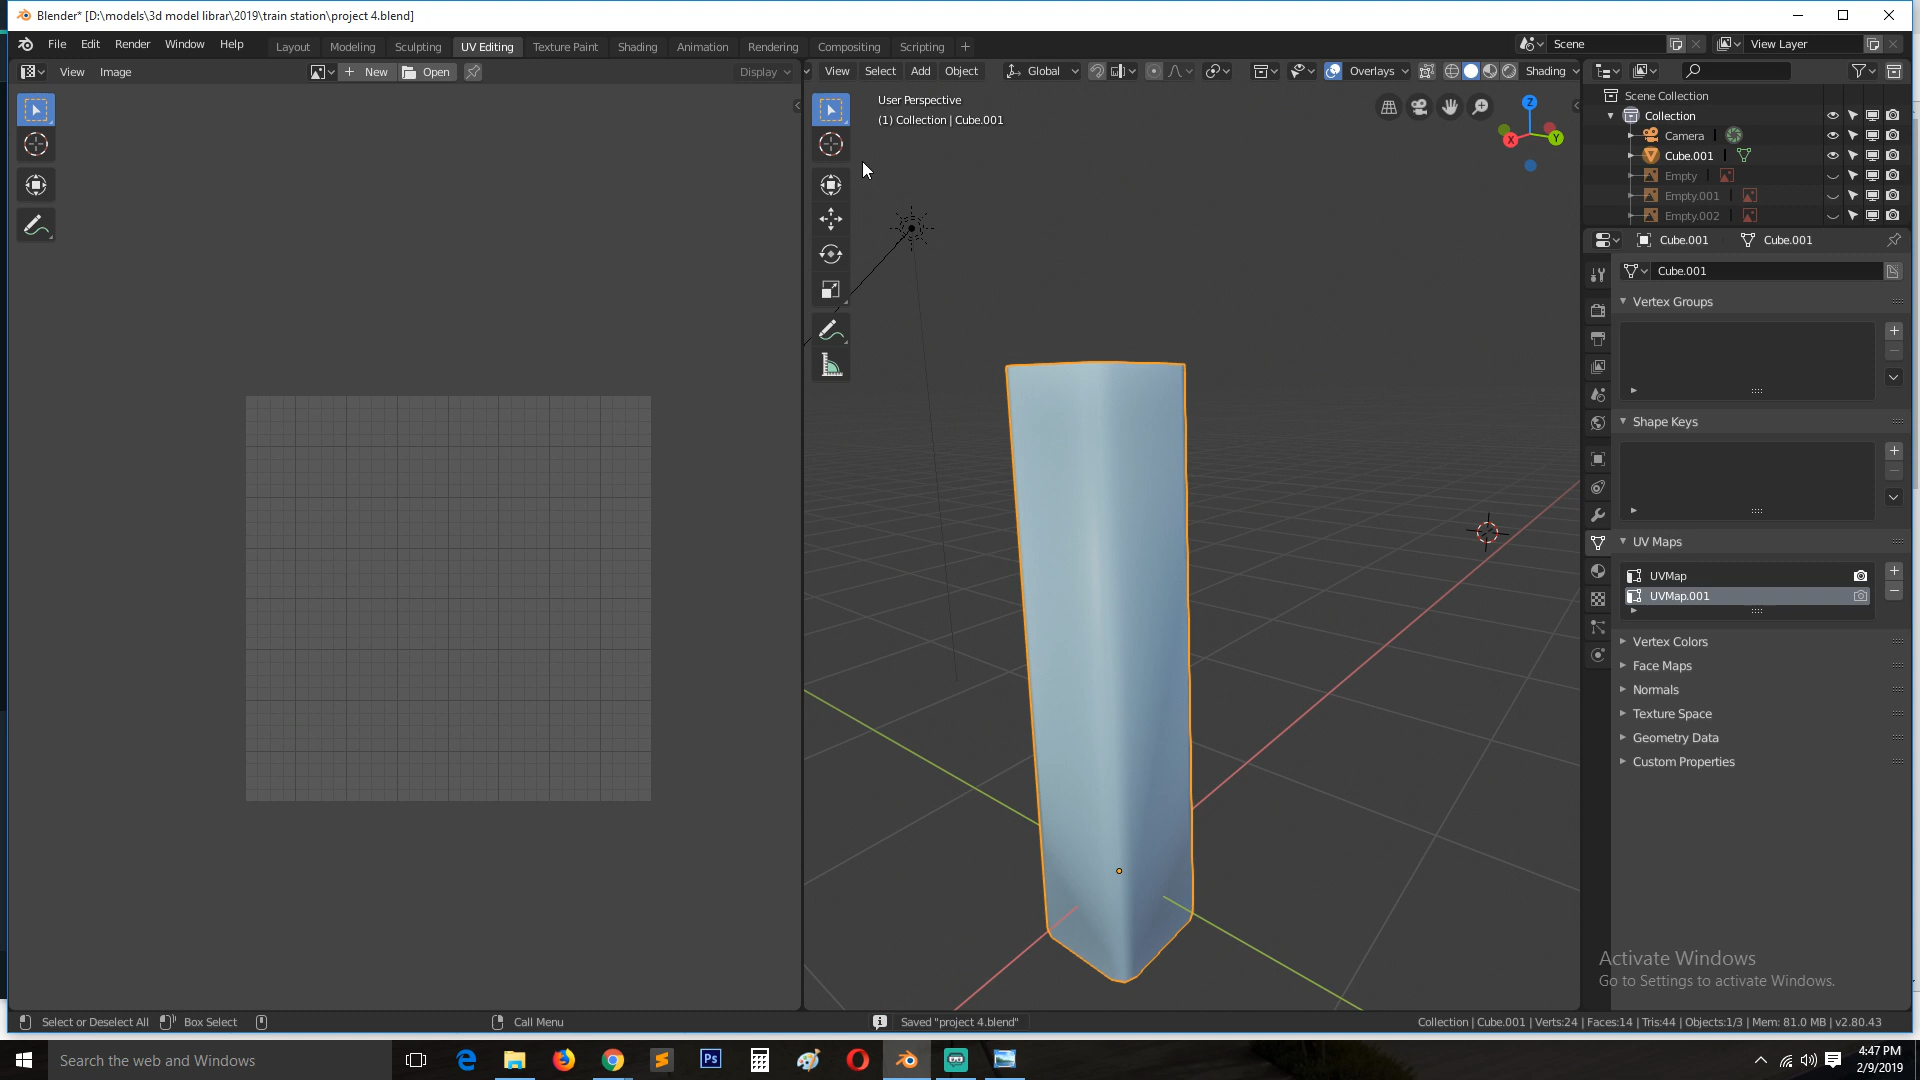 Blender* [D:\models\3d model librar\2019\train station\project 4.blend]
File Edit Render Window Help Layout Modeling Sculpting UV Editing Texture Paint Shading Animation Rendering Compositing Scripting + Scene View Layer
View Image New Open Display View Select Add Object Global Overlays Shading
User Perspective
(1) Collection | Cube.001
Z
X
Y
Scene Collection
Collection
Camera
Cube.001
Empty
Empty.001
Empty.002
Cube.001 Cube.001
Cube.001
Vertex Groups
Shape Keys
UV Maps
UVMap
UVMap.001
Vertex Colors
Face Maps
Normals
Texture Space
Geometry Data
Custom Properties
Activate Windows
Go to Settings to activate Windows.
Select or Deselect All Box Select Call Menu Saved "project 4.blend" Collection | Cube.001 | Verts:24 | Faces:14 | Tris:44 | Objects:1/3 | Mem: 81.0 MB | v2.80.43
Search the web and Windows
Ps
4:47 PM
2/9/2019